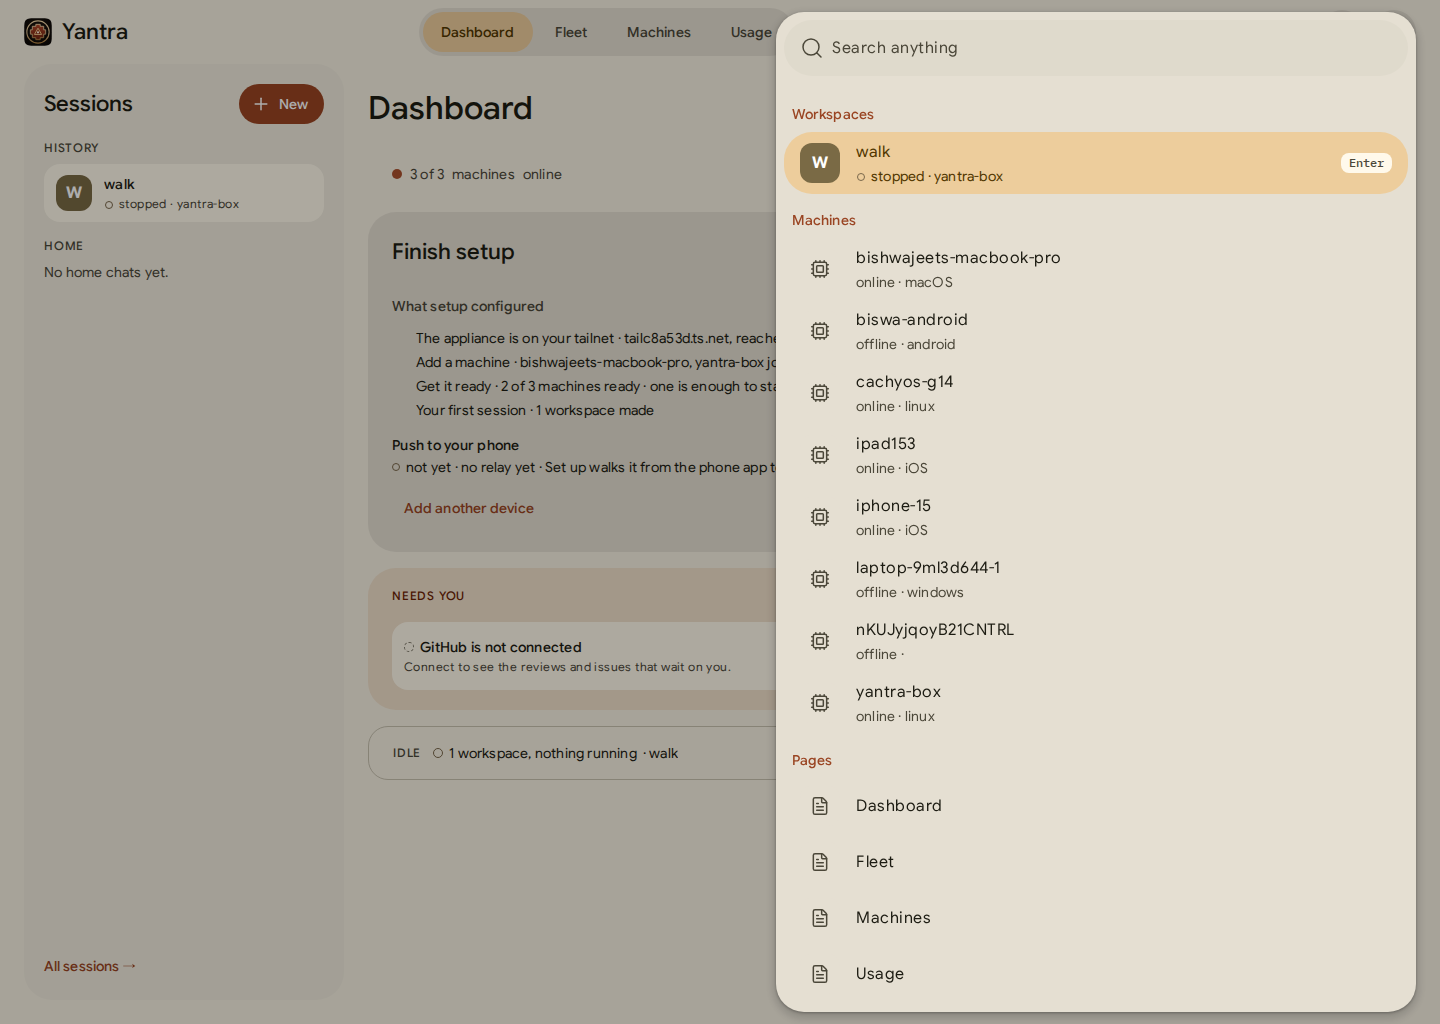 Yantra
Dashboard
Fleet
Machines
Usage
Sessions
New
HISTORY
W
walk
stopped · yantra-box
HOME
No home chats yet.
All sessions →
Dashboard
3 of 3 machines online
Finish setup
What setup configured
The appliance is on your tailnet · tailc8a53d.ts.net, reache
Add a machine · bishwajeets-macbook-pro, yantra-box jo
Get it ready · 2 of 3 machines ready · one is enough to sta
Your first session · 1 workspace made
Push to your phone
not yet · no relay yet · Set up walks it from the phone app t
Add another device
NEEDS YOU
GitHub is not connected
Connect to see the reviews and issues that wait on you.
IDLE 1 workspace, nothing running · walk
Search anything
Workspaces
W
walk
stopped · yantra-box
Enter
Machines
bishwajeets-macbook-pro
online · macOS
biswa-android
offline · android
cachyos-g14
online · linux
ipad153
online · iOS
iphone-15
online · iOS
laptop-9ml3d644-1
offline · windows
nKUJyjqoyB21CNTRL
offline ·
yantra-box
online · linux
Pages
Dashboard
Fleet
Machines
Usage